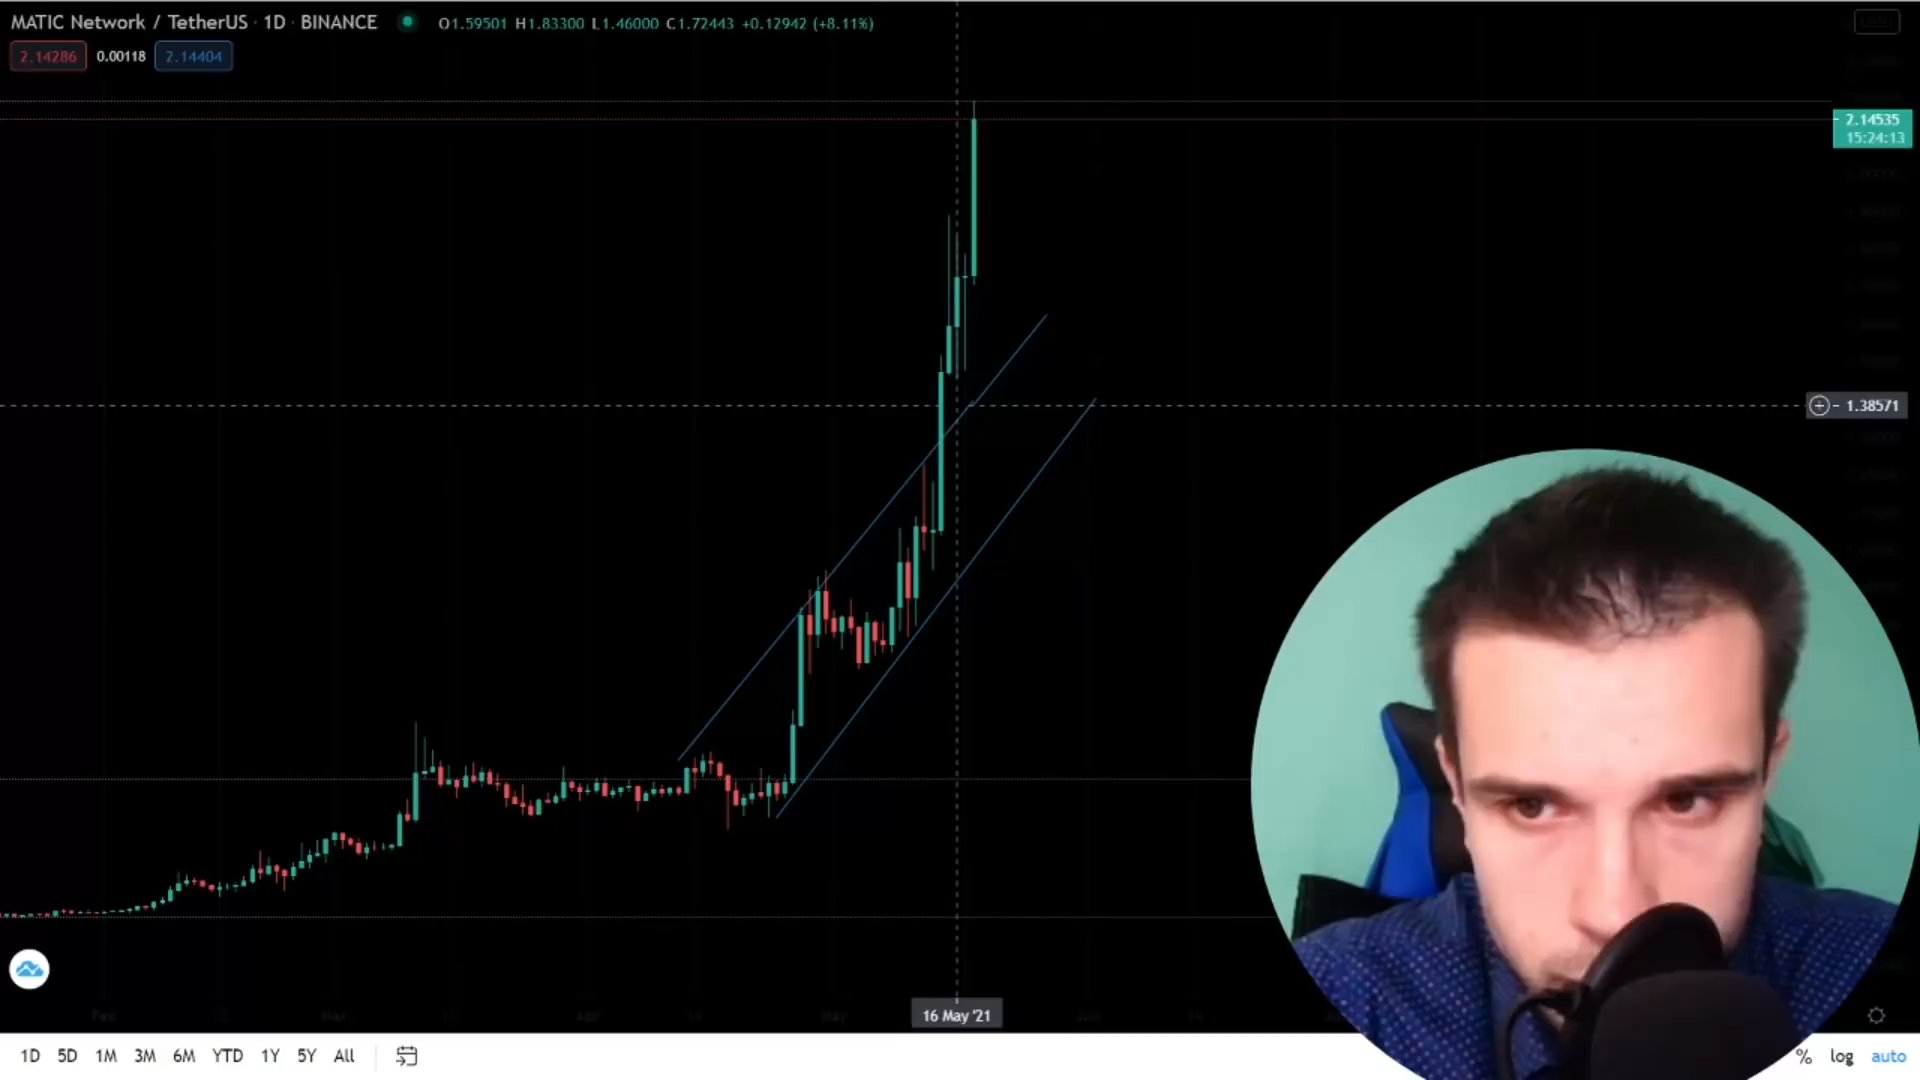 MATIC Network / TetherUS · 1D · BINANCE O1.59501 H1.83300 L1.46000 C1.72443 +0.12942 (+8.11%)
2.14286 0.00118 2.14404
2.14535
15:24:13
1.38571
16 May '21
1D 5D 1M 3M 6M YTD 1Y 5Y All % log auto